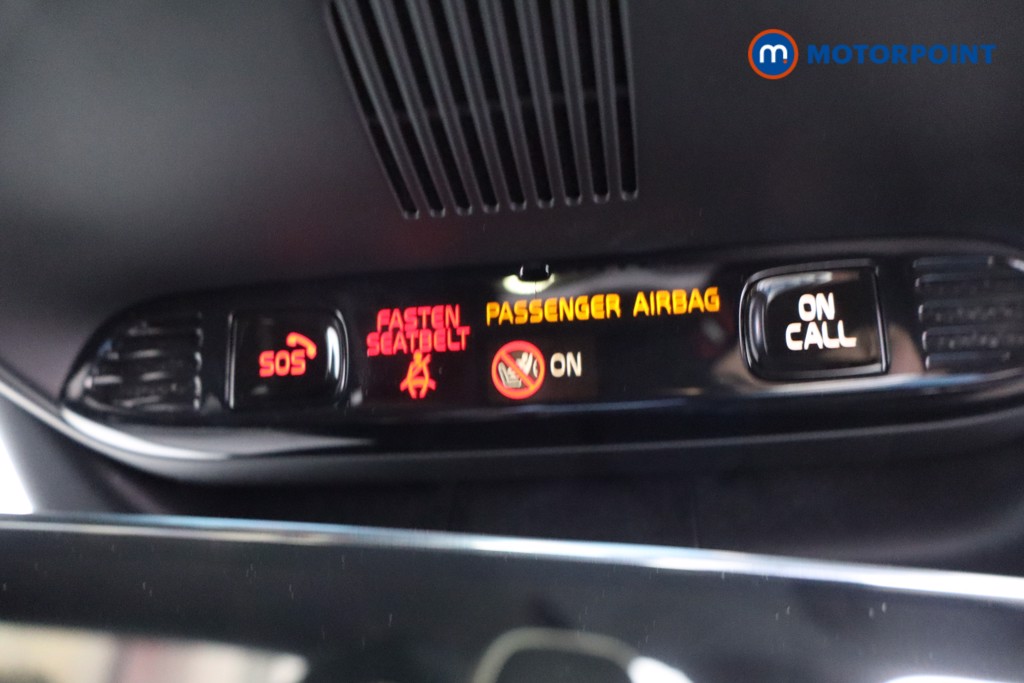 m MOTORPOINT
SOS
FASTEN
SEATBELT
PASSENGER AIRBAG
ON
ON
CALL